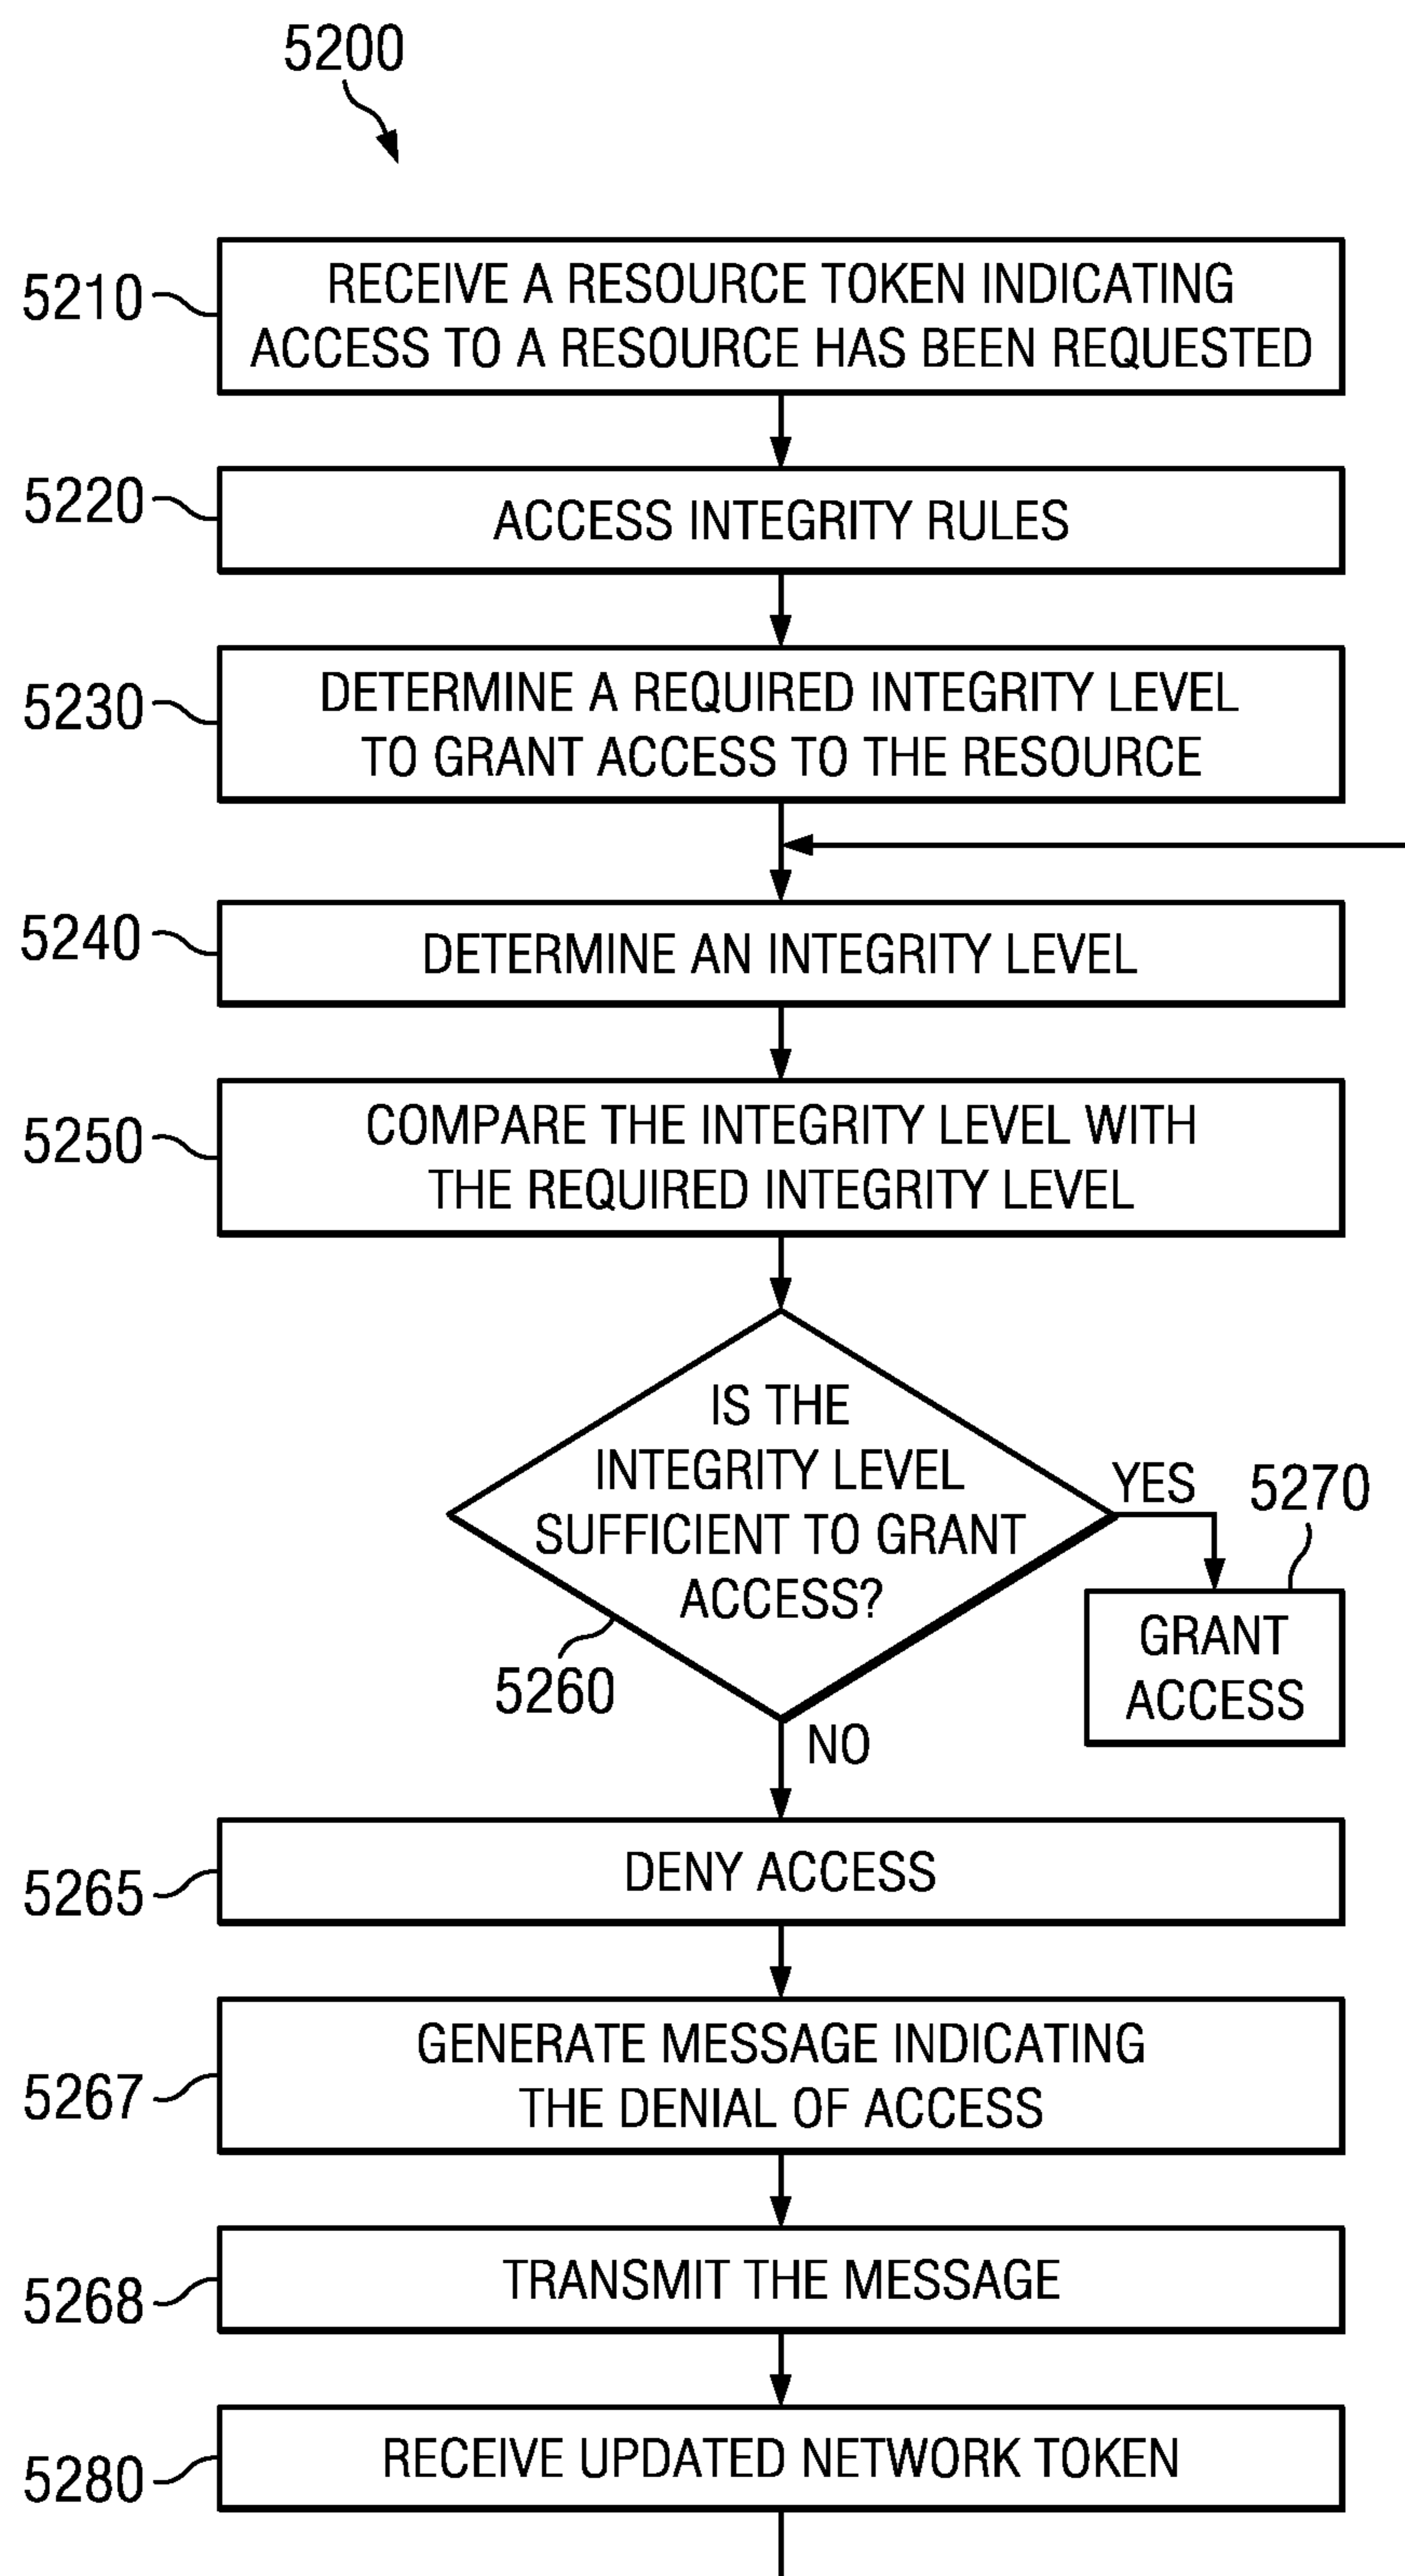 5200
5210
RECEIVE A RESOURCE TOKEN INDICATING
ACCESS TO A RESOURCE HAS BEEN REQUESTED
5220
ACCESS INTEGRITY RULES
5230
DETERMINE A REQUIRED INTEGRITY LEVEL
TO GRANT ACCESS TO THE RESOURCE
5240
DETERMINE AN INTEGRITY LEVEL
5250
COMPARE THE INTEGRITY LEVEL WITH
THE REQUIRED INTEGRITY LEVEL
IS THE
INTEGRITY LEVEL
SUFFICIENT TO GRANT
ACCESS?
5260
YES
5270
GRANT
ACCESS
NO
5265
DENY ACCESS
5267
GENERATE MESSAGE INDICATING
THE DENIAL OF ACCESS
5268
TRANSMIT THE MESSAGE
5280
RECEIVE UPDATED NETWORK TOKEN